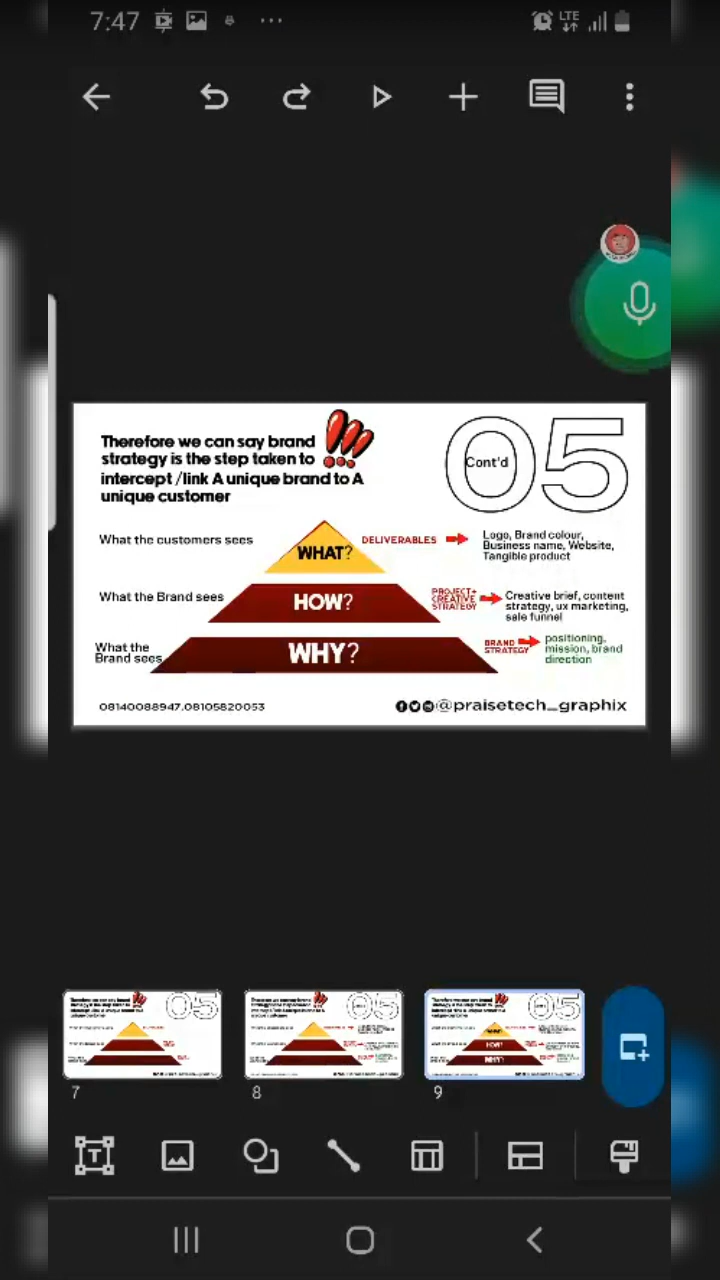 7:47
LTE
Therefore we can say brand
strategy is the step taken to
intercept /link A unique brand to A
unique customer
Cont'd
05
What the customers sees
WHAT?
DELIVERABLES
Logo, Brand colour,
Business name, Website,
Tangible product
What the Brand sees
HOW?
PROJECT+
CREATIVE
STRATEGY
Creative brief, content
strategy, ux marketing,
sale funnel
What the
Brand sees
WHY?
BRAND
STRATEGY
positioning,
mission, brand
direction
08140088947,08105820053
@praisetech_graphix
7
8
9